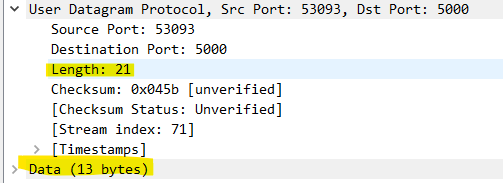 User Datagram Protocol, Src Port: 53093, Dst Port: 5000
Source Port: 53093
Destination Port: 5000
Length: 21
Checksum: 0x045b [unverified]
[Checksum Status: Unverified]
[Stream index: 71]
[Timestamps]
Data (13 bytes)